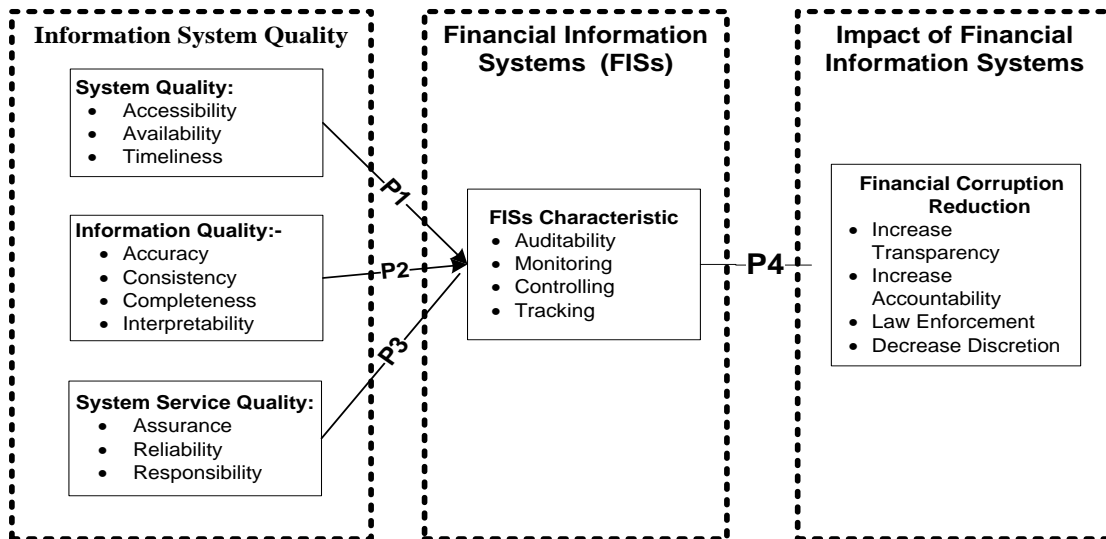 Information System Quality
System Quality:
• Accessibility
• Availability
• Timeliness
P1
Information Quality:-
• Accuracy
• Consistency
• Completeness
• Interpretability
P2
System Service Quality:
• Assurance
• Reliability
• Responsibility
P3
Financial Information
Systems (FISs)
FISs Characteristic
• Auditability
• Monitoring
• Controlling
• Tracking
P4
Impact of Financial
Information Systems
Financial Corruption
Reduction
• Increase
Transparency
• Increase
Accountability
• Law Enforcement
• Decrease Discretion